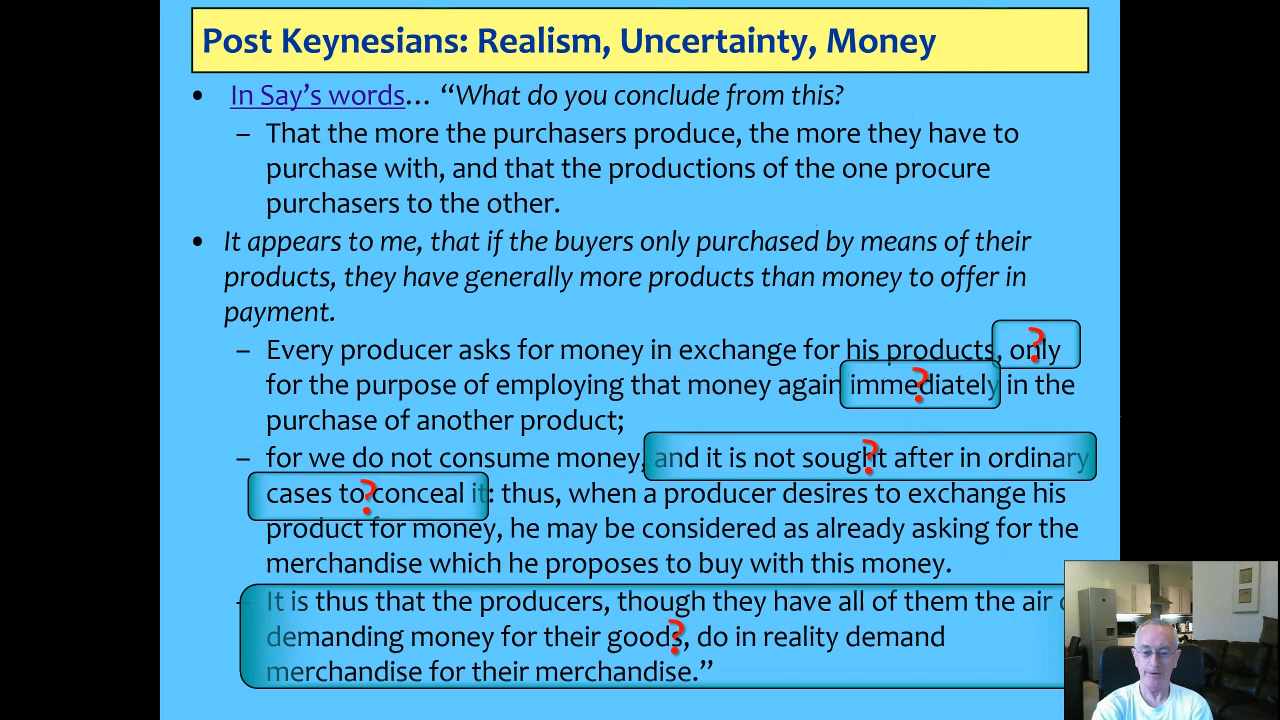 Post Keynesians: Realism, Uncertainty, Money
• In Say's words… “What do you conclude from this?
– That the more the purchasers produce, the more they have to
purchase with, and that the productions of the one procure
purchasers to the other.
• It appears to me, that if the buyers only purchased by means of their
products, they have generally more products than money to offer in
payment.
– Every producer asks for money in exchange for his products, only
?
for the purpose of employing that money again immediately in the
?
purchase of another product;
– for we do not consume money, and it is not sought after in ordinary
?
cases to conceal it: thus, when a producer desires to exchange his
?
product for money, he may be considered as already asking for the
merchandise which he proposes to buy with this money.
– It is thus that the producers, though they have all of them the air
demanding money for their goods, do in reality demand
?
merchandise for their merchandise.”